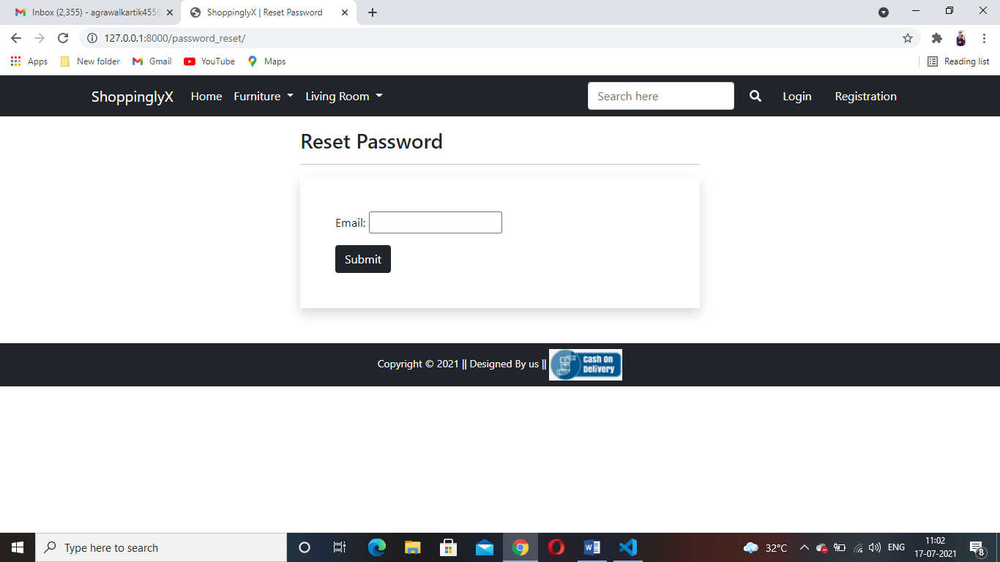 Inbox (2,355) - agrawalkartik455
ShoppinglyX | Reset Password
127.0.0.1:8000/password_reset/
Apps New folder Gmail YouTube Maps Reading list
ShoppinglyX Home Furniture Living Room Search here Login Registration
Reset Password
Email:
Submit
Copyright © 2021 || Designed By us || Cash on Delivery
Type here to search 32°C ENG 11:02
17-07-2021 8